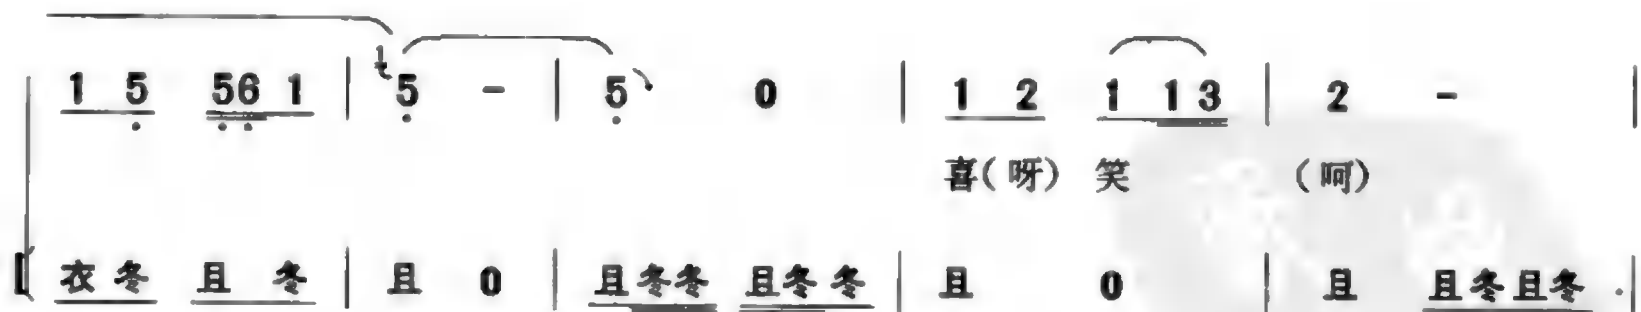 1 5 56 1 | 1 5 - | 5 0 | 1 2 1 13 | 2 - |
喜(呀) 笑 (呵)
衣冬 且冬 | 且 0 | 且冬冬 且冬冬 | 且 0 | 且 且冬且冬 · |